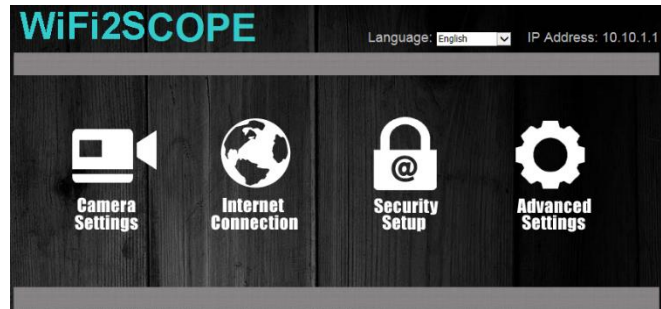 WiFi2SCOPE
Language: English IP Address: 10.10.1.1
Camera
Settings
Internet
Connection
@
Security
Setup
Advanced
Settings